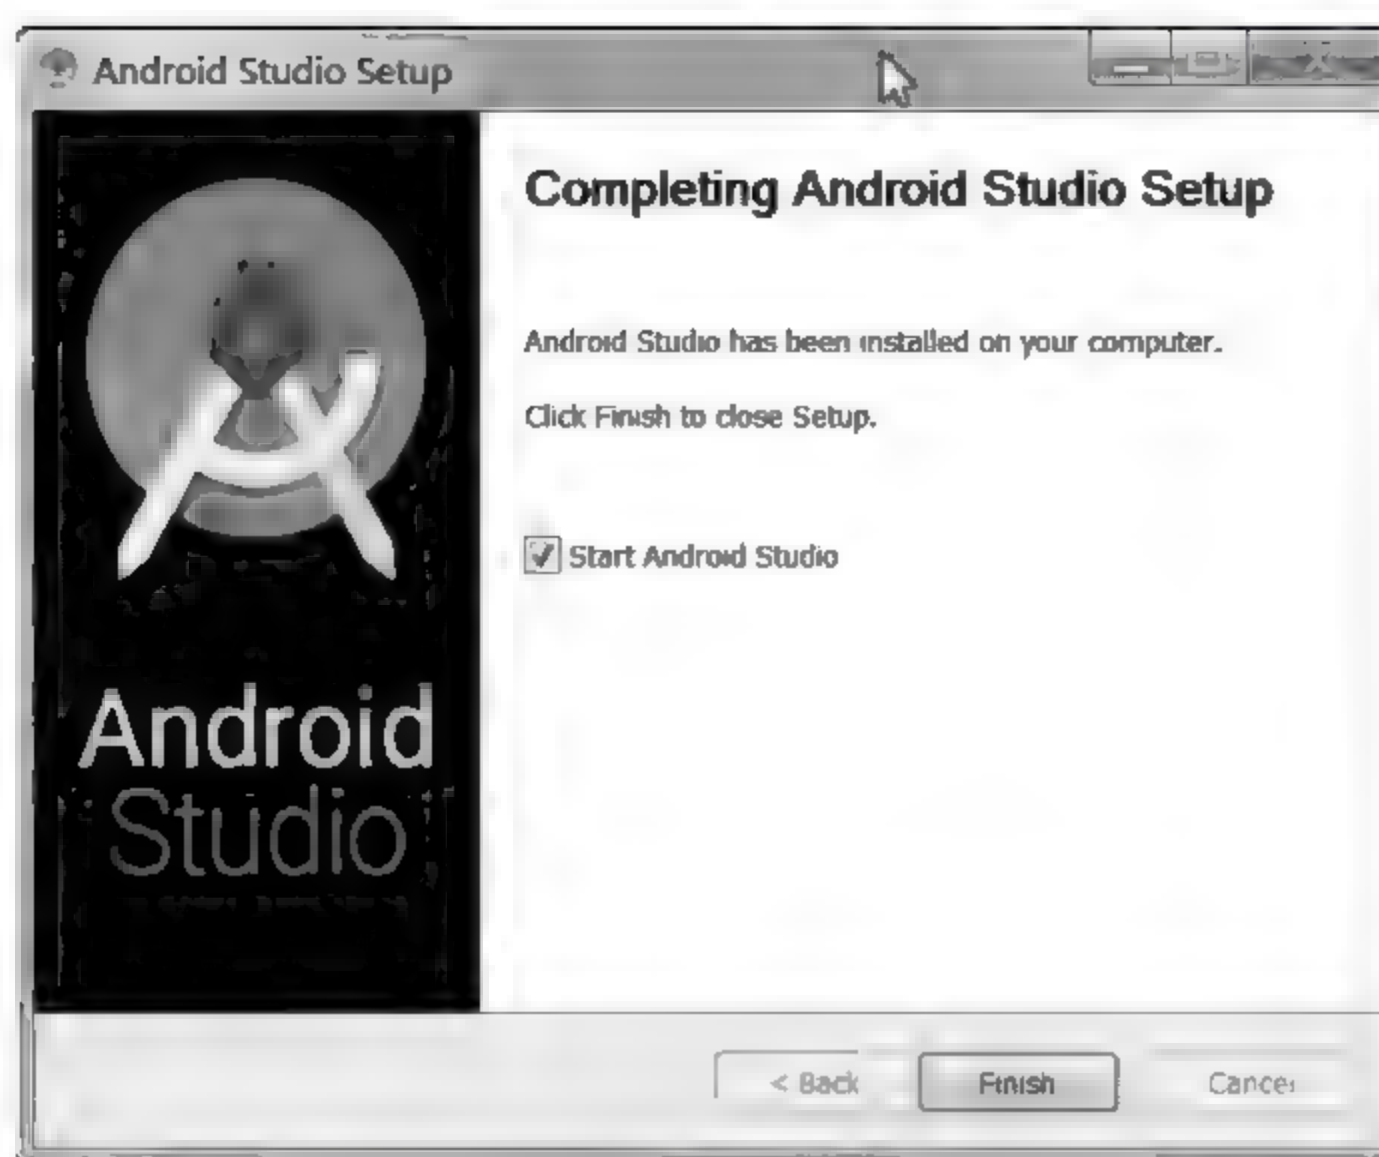 Android Studio Setup
Completing Android Studio Setup
Android Studio has been installed on your computer.
Click Finish to close Setup.
Start Android Studio
Android
Studio
< Back
Finish
Cancel